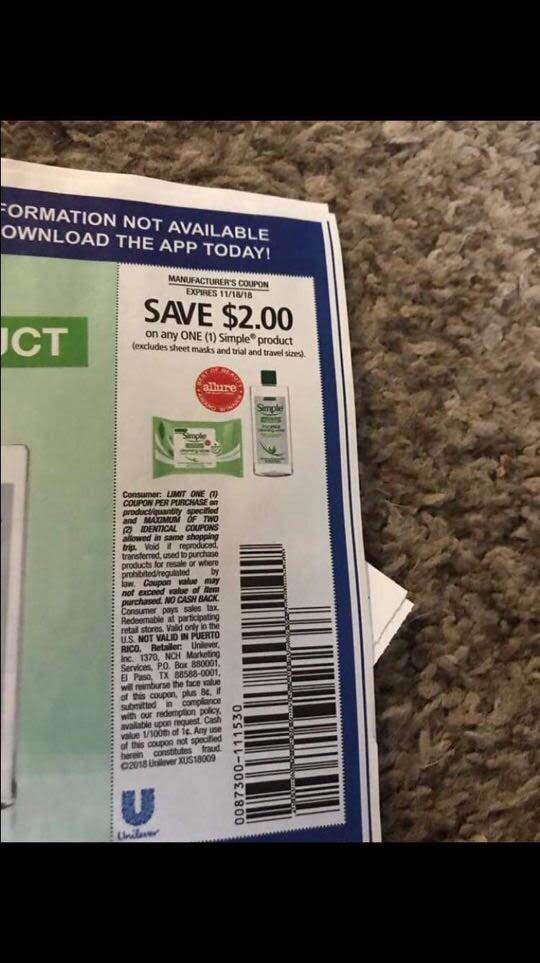 FORMATION NOT AVAILABLE
OWNLOAD THE APP TODAY!
UCT
MANUFACTURER'S COUPON
EXPIRES 11/18/18
SAVE $2.00
on any ONE (1) Simple® product
(excludes sheet masks and trial and travel sizes).
BEST OF BEAUTY
allure
AWARD WINNER
Simple
Simple
cleansing wipes
Consumer: LIMIT ONE (1)
COUPON PER PURCHASE on
product/quantity specified
and MAXIMUM OF TWO
(2) IDENTICAL COUPONS
allowed in same shopping
trip. Void if reproduced,
transferred, used to purchase
products for resale or where
prohibited/regulated by
law. Coupon value may
not exceed value of item
purchased. NO CASH BACK.
Consumer pays sales tax.
Redeemable at participating
retail stores. Valid only in the
U.S. NOT VALID IN PUERTO
RICO. Retailer: Unilever,
Inc. 1370, NCH Marketing
Services, P.O. Box 880001,
El Paso, TX 88588-0001,
will reimburse the face value
of this coupon, plus 8¢, if
submitted in compliance
with our redemption policy,
available upon request. Cash
value 1/100th of 1¢. Any use
of this coupon not specified
herein constitutes fraud.
©2018 Unilever XUS18009
0087300-111530
Unilever